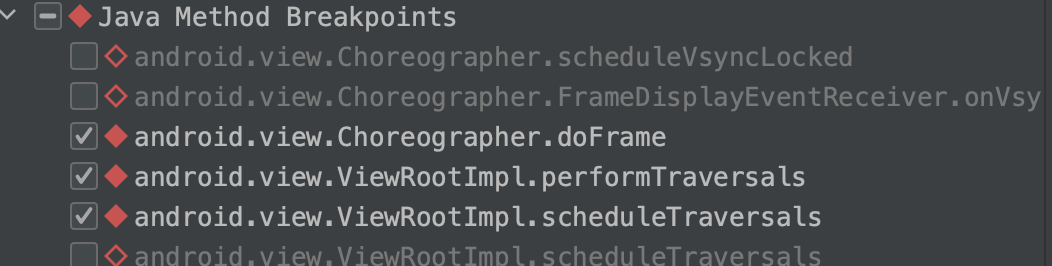 Java Method Breakpoints
android.view.Choreographer.scheduleVsyncLocked
android.view.Choreographer.FrameDisplayEventReceiver.onVsy
android.view.Choreographer.doFrame
android.view.ViewRootImpl.performTraversals
android.view.ViewRootImpl.scheduleTraversals
android.view.ViewRootImpl.scheduleTraversals